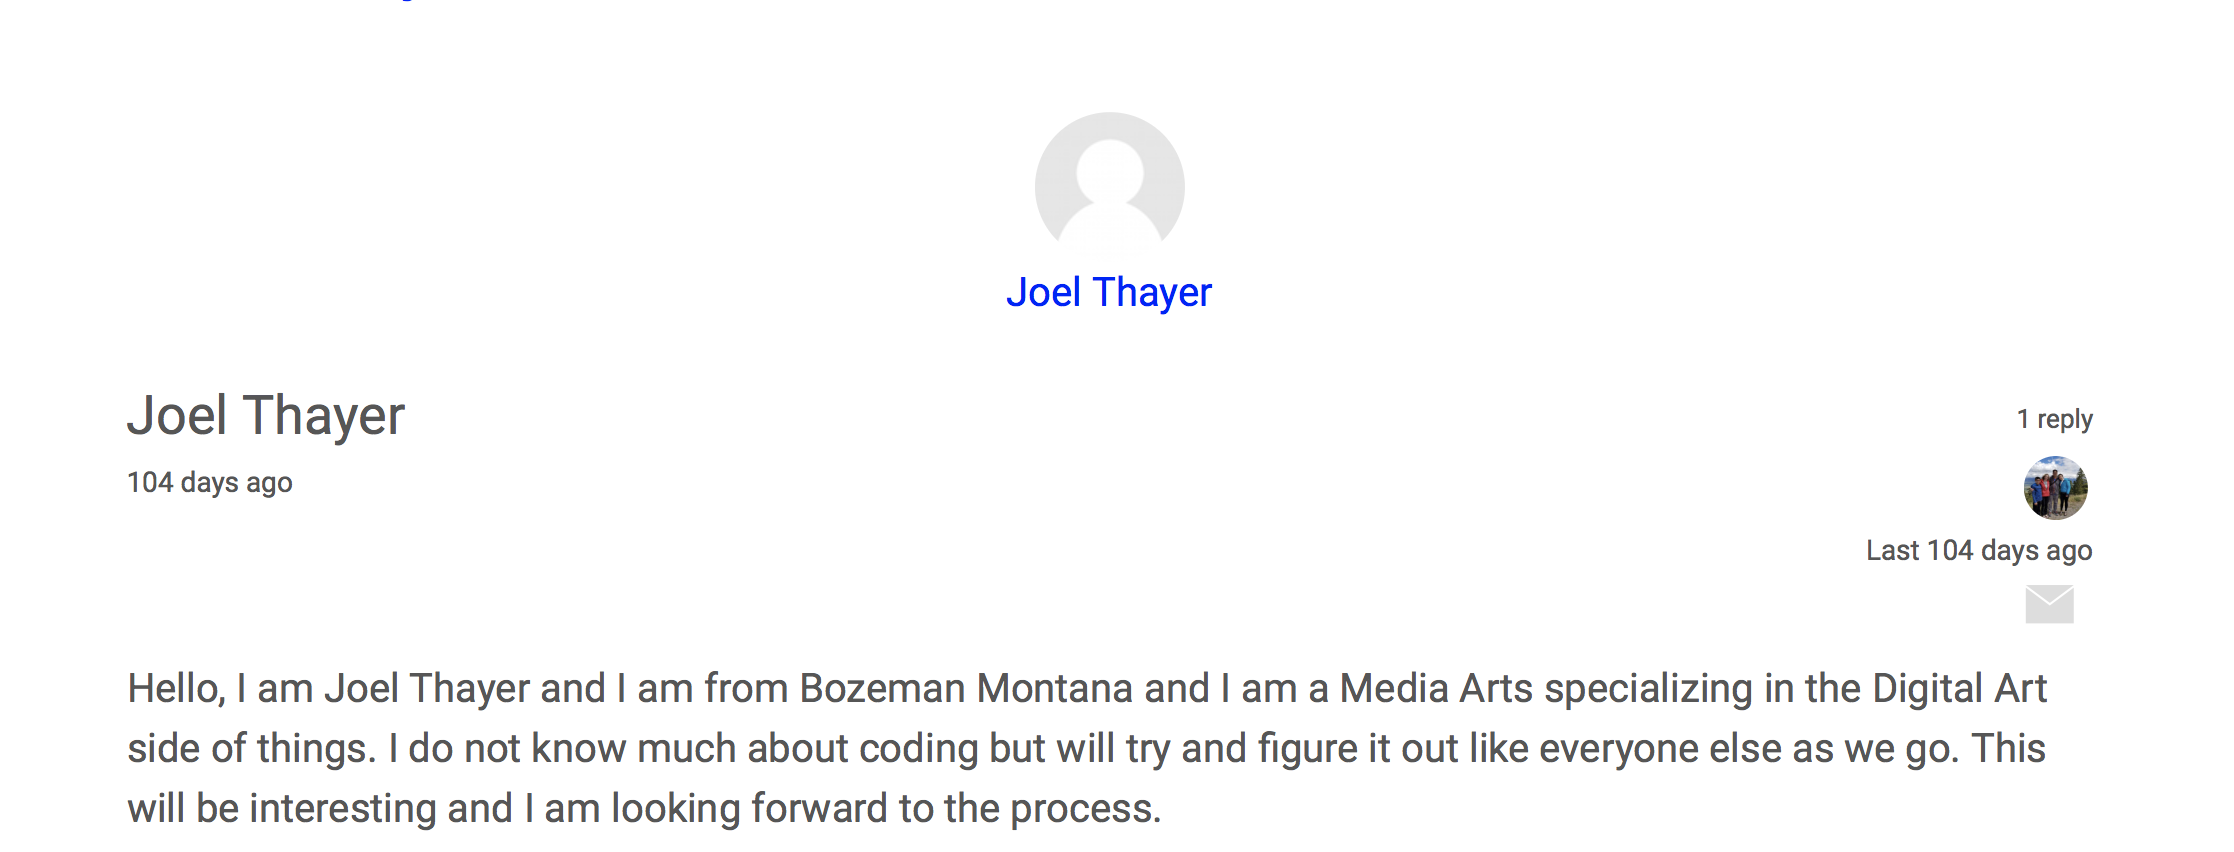 Joel Thayer
Joel Thayer
1 reply
104 days ago
Last 104 days ago
Hello, I am Joel Thayer and I am from Bozeman Montana and I am a Media Arts specializing in the Digital Art
side of things. I do not know much about coding but will try and figure it out like everyone else as we go. This
will be interesting and I am looking forward to the process.